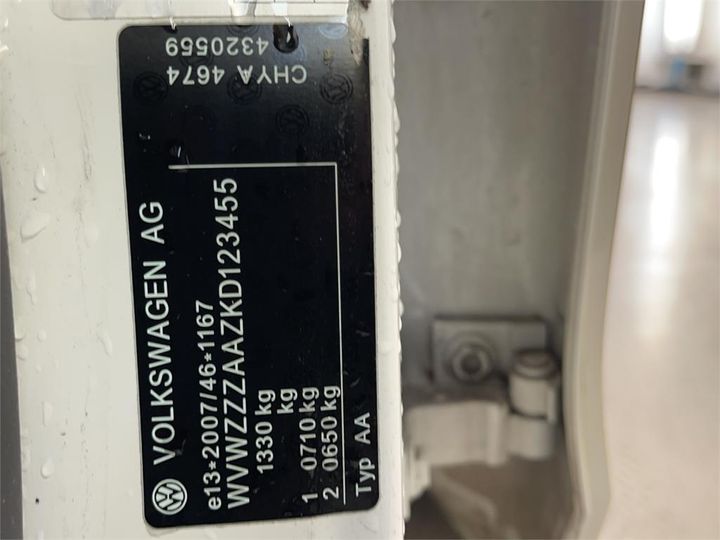 VOLKSWAGEN AG
e13*2007/46*1167
WVWZZZAAZKD123455
1330 kg
kg
1 0710 kg
2 0650 kg
Typ AA
CHYA 4674
4320559